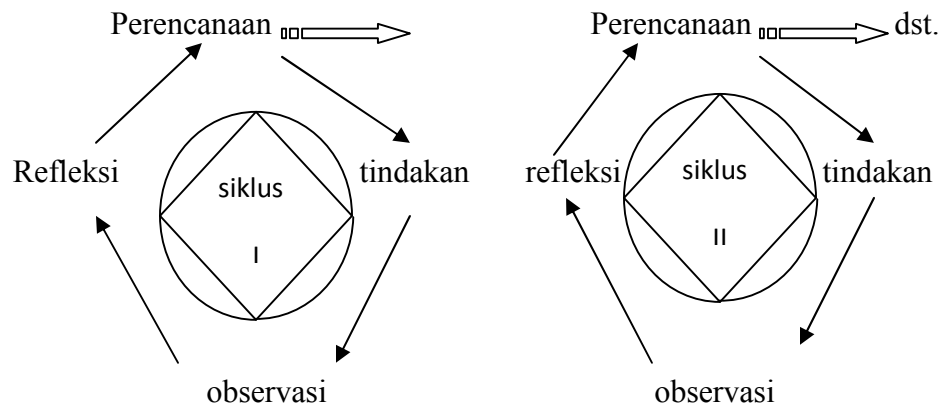 Perencanaan
Perencanaan
dst.
Refleksi
siklus
tindakan
refleksi
siklus
tindakan
I
II
observasi
observasi